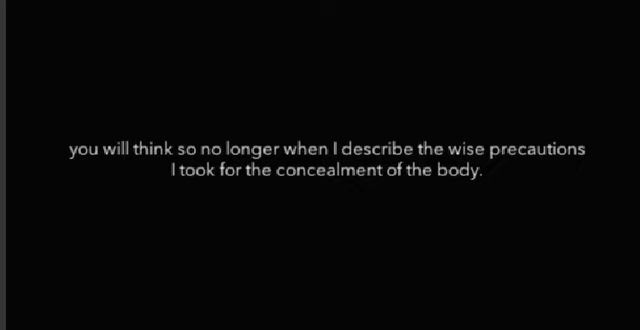 you will think so no longer when I describe the wise precautions
I took for the concealment of the body.